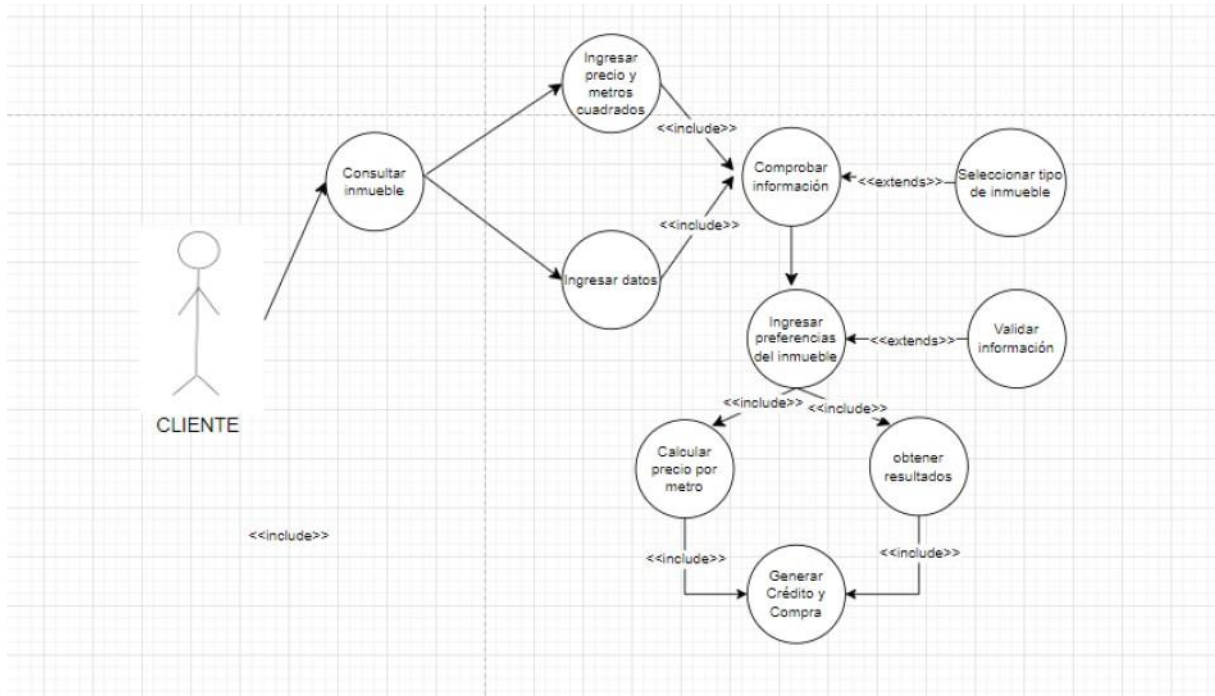 Ingresar
precio y
metros
cuadrados
<<include>>
Consultar
inmueble
Comprobar
información
<<extends>>
Seleccionar tipo
de inmueble
<<include>>
Ingresar datos
Ingresar
preferencias
del inmueble
<<extends>>
Validar
información
CLIENTE
<<include>>
<<include>>
Calcular
precio por
metro
obtener
resultados
<<include>>
<<include>>
<<include>>
Generar
Crédito y
Compra